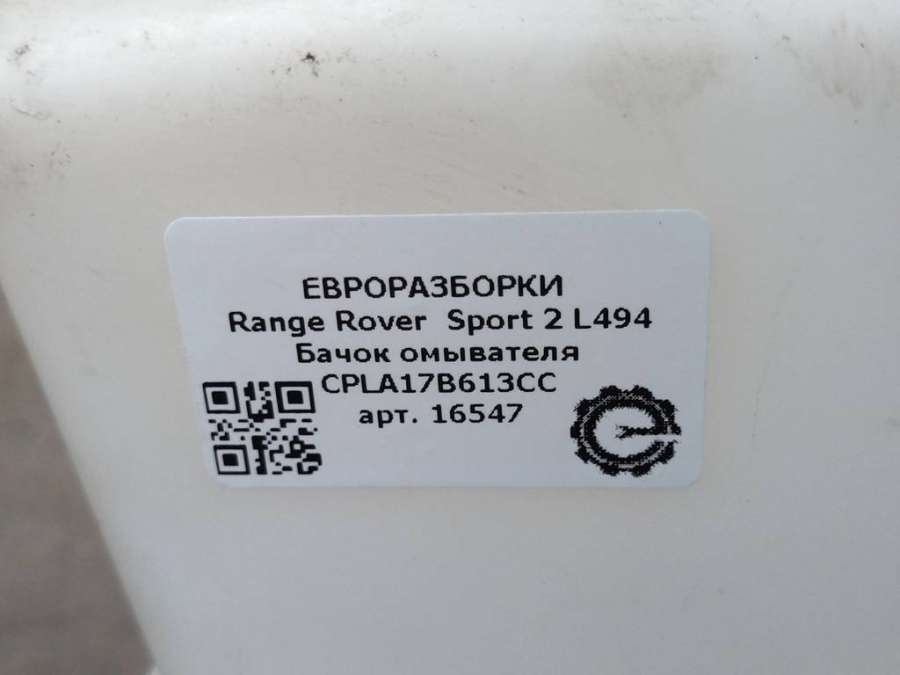 ЕВРОРАЗБОРКИ
Range Rover Sport 2 L494
Бачок омывателя
CPLA17B613CC
арт. 16547